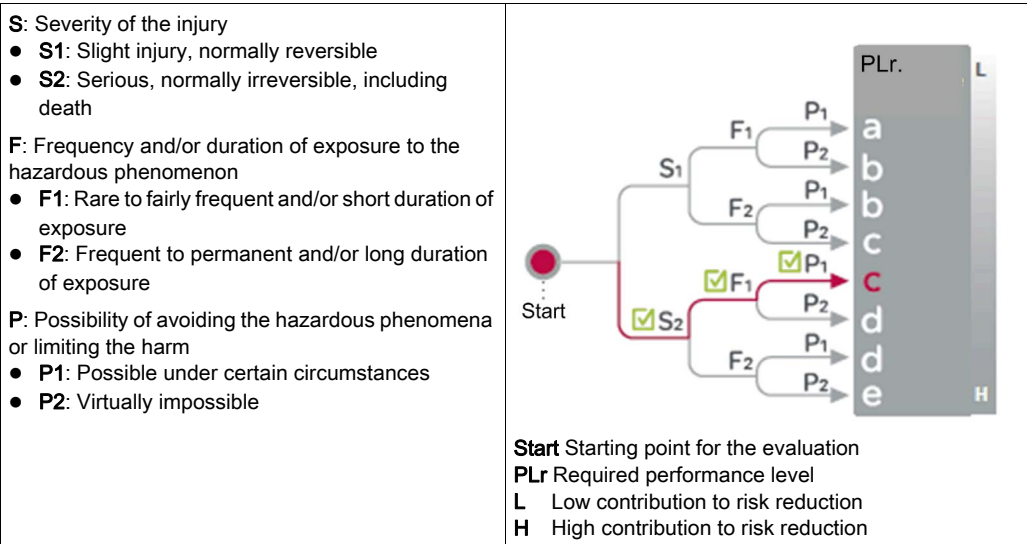 S: Severity of the injury
● S1: Slight injury, normally reversible
● S2: Serious, normally irreversible, including
death
F: Frequency and/or duration of exposure to the
hazardous phenomenon
● F1: Rare to fairly frequent and/or short duration of
exposure
● F2: Frequent to permanent and/or long duration
of exposure
P: Possibility of avoiding the hazardous phenomena
or limiting the harm
● P1: Possible under certain circumstances
● P2: Virtually impossible
PLr.
L
P1
a
F1
P2
b
S1
P1
b
F2
P2
c
Start
P1
c
F1
S2
P2
d
P1
d
F2
P2
e
H
Start Starting point for the evaluation
PLr Required performance level
L Low contribution to risk reduction
H High contribution to risk reduction